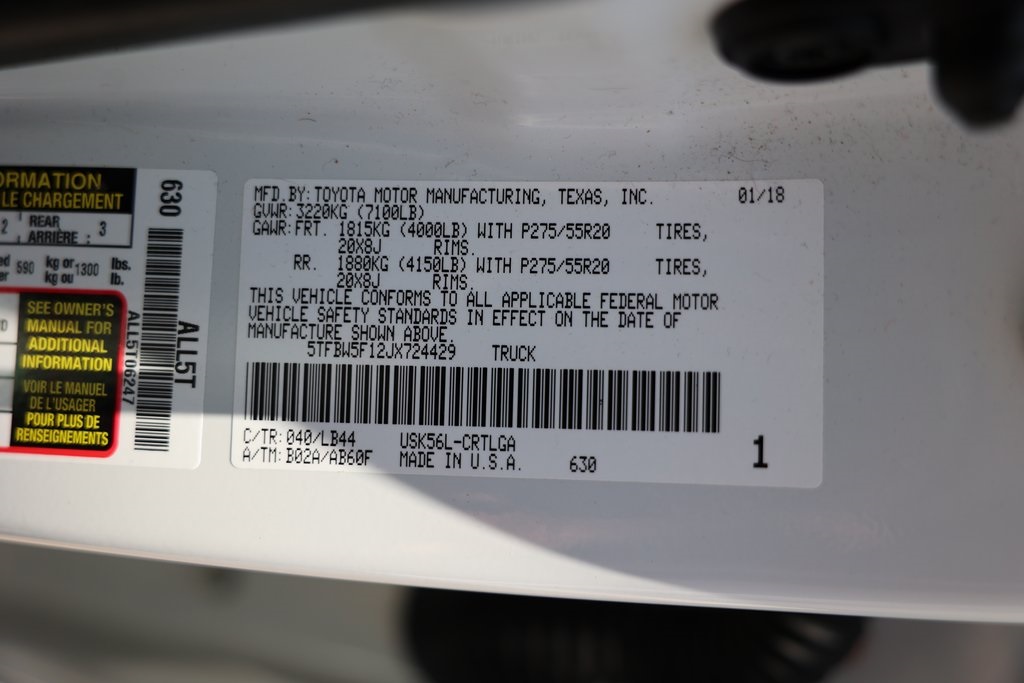 ORMATION
LE CHARGEMENT
2 REAR ARRIÈRE : 3
590 kg or kg ou 1300 lbs. lb.
SEE OWNER'S
MANUAL FOR
ADDITIONAL
INFORMATION
VOIR LE MANUEL
DE L'USAGER
POUR PLUS DE
RENSEIGNEMENTS
630
ALL5T
ALL5T06247
MFD.BY:TOYOTA MOTOR MANUFACTURING, TEXAS, INC. 01/18
GVWR:3220KG (7100LB)
GAWR:FRT. 1815KG (4000LB) WITH P275/55R20 TIRES,
20X8J RIMS.
RR. 1880KG (4150LB) WITH P275/55R20 TIRES,
20X8J RIMS
THIS VEHICLE CONFORMS TO ALL APPLICABLE FEDERAL MOTOR
VEHICLE SAFETY STANDARDS IN EFFECT ON THE DATE OF
MANUFACTURE SHOWN ABOVE.
5TFBW5F12JX724429 TRUCK
C/TR:040/LB44 USK56L-CRTLGA
A/TM:B02A/AB60F MADE IN U.S.A. 630
1